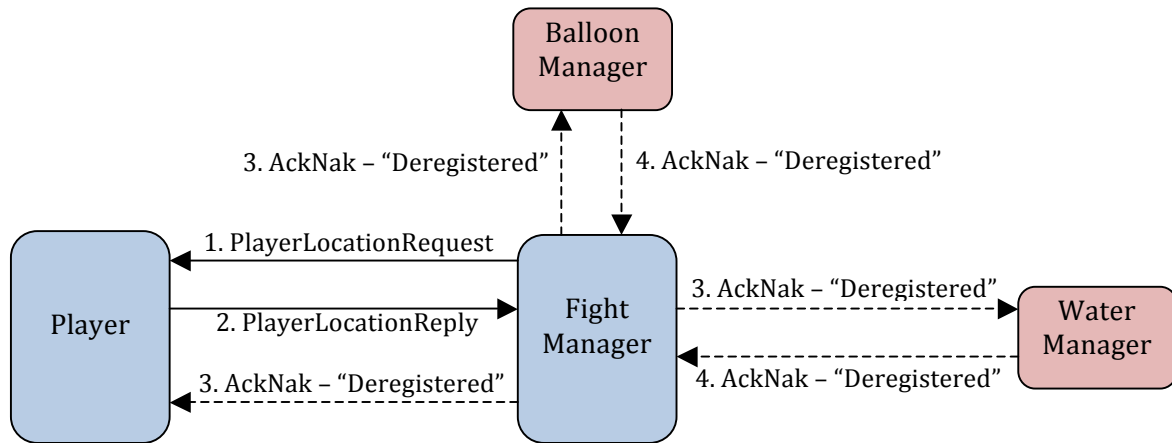 Balloon
Manager
3. AckNak – “Deregistered”
4. AckNak – “Deregistered”
1. PlayerLocationRequest
Player
2. PlayerLocationReply
3. AckNak – “Deregistered”
Fight
Manager
3. AckNak – “Deregistered”
Water
Manager
4. AckNak – “Deregistered”